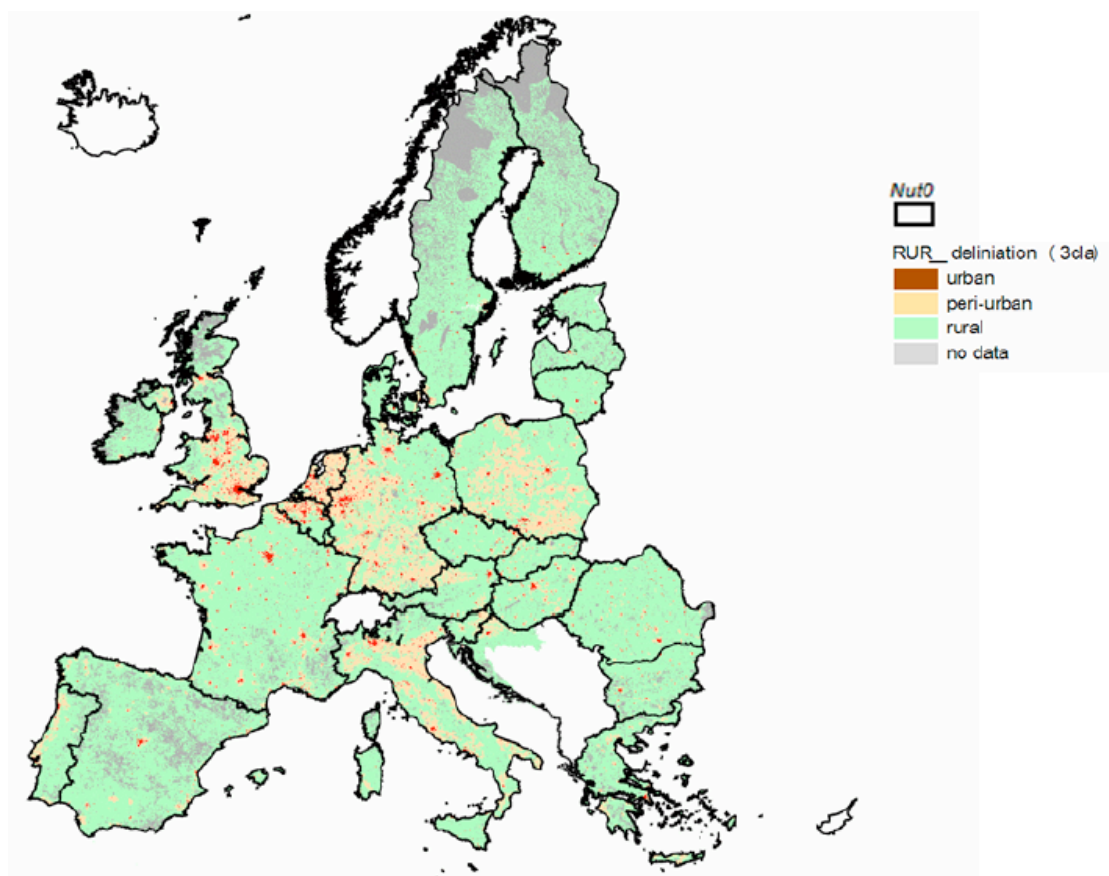 Nut0
RUR_ deliniation ( 3cla)
urban
peri-urban
rural
no data